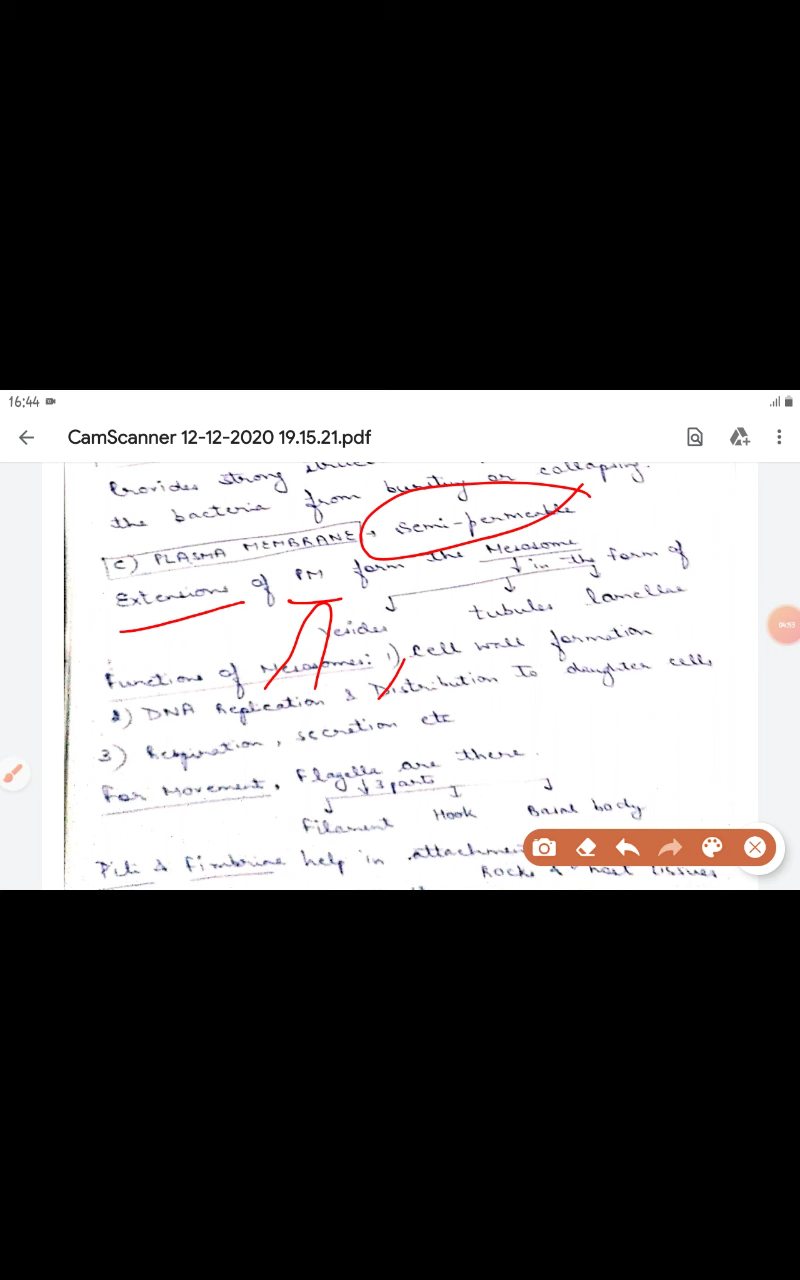 16:44
CamScanner 12-12-2020 19.15.21.pdf
Provides strong
the bacteria from bursting or collapsing.
C) PLASMA MEMBRANE → Semi-permeable
Extensions of PM form the Mesosome
in the form of
vesicles tubules lamellae
Functions of Mesosomes: 1) Cell wall formation
2) DNA Replication & Distribution to daughter cells
3) Respiration, secretion etc
For Movement, Flagella are there.
3 parts
Filament Hook Basal body
Pili & Fimbriae help in attachment
Rocks & host tissues